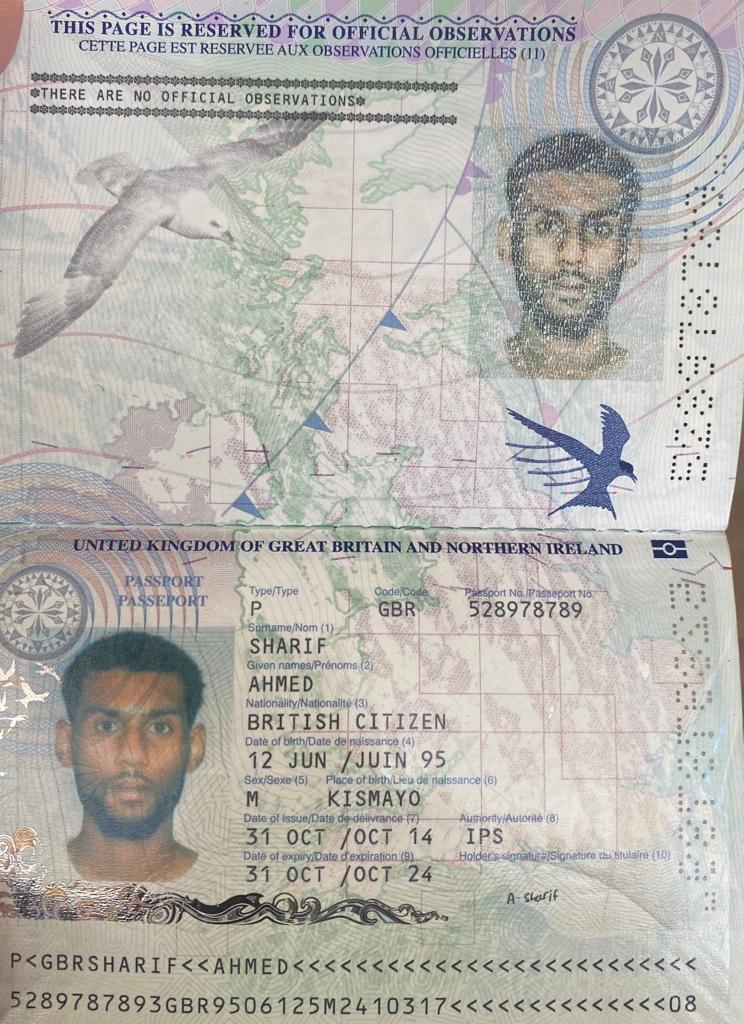 THIS PAGE IS RESERVED FOR OFFICIAL OBSERVATIONS
CETTE PAGE EST RESERVEE AUX OBSERVATIONS OFFICIELLES (11)
*THERE ARE NO OFFICIAL OBSERVATIONS*
UNITED KINGDOM OF GREAT BRITAIN AND NORTHERN IRELAND
PASSPORT
PASSEPORT
Type/Type Code/Code Passport No./Passeport No.
P GBR 528978789
Surname/Nom (1)
SHARIF
Given names/Prénoms (2)
AHMED
Nationality/Nationalité (3)
BRITISH CITIZEN
Date of birth/Date de naissance (4)
12 JUN /JUIN 95
Sex/Sexe (5) Place of birth/Lieu de naissance (6)
M KISMAYO
Date of issue/Date de délivrance (7) Authority/Autorité (8)
31 OCT /OCT 14 IPS
Date of expiry/Date d'expiration (9) Holder's signature/Signature du titulaire (10)
31 OCT /OCT 24
A-Sharif
P<GBRSHARIF<<AHMED<<<<<<<<<<<<<<<<<<<<<<<<<<
5289787893GBR9506125M2410317<<<<<<<<<<<<<<08